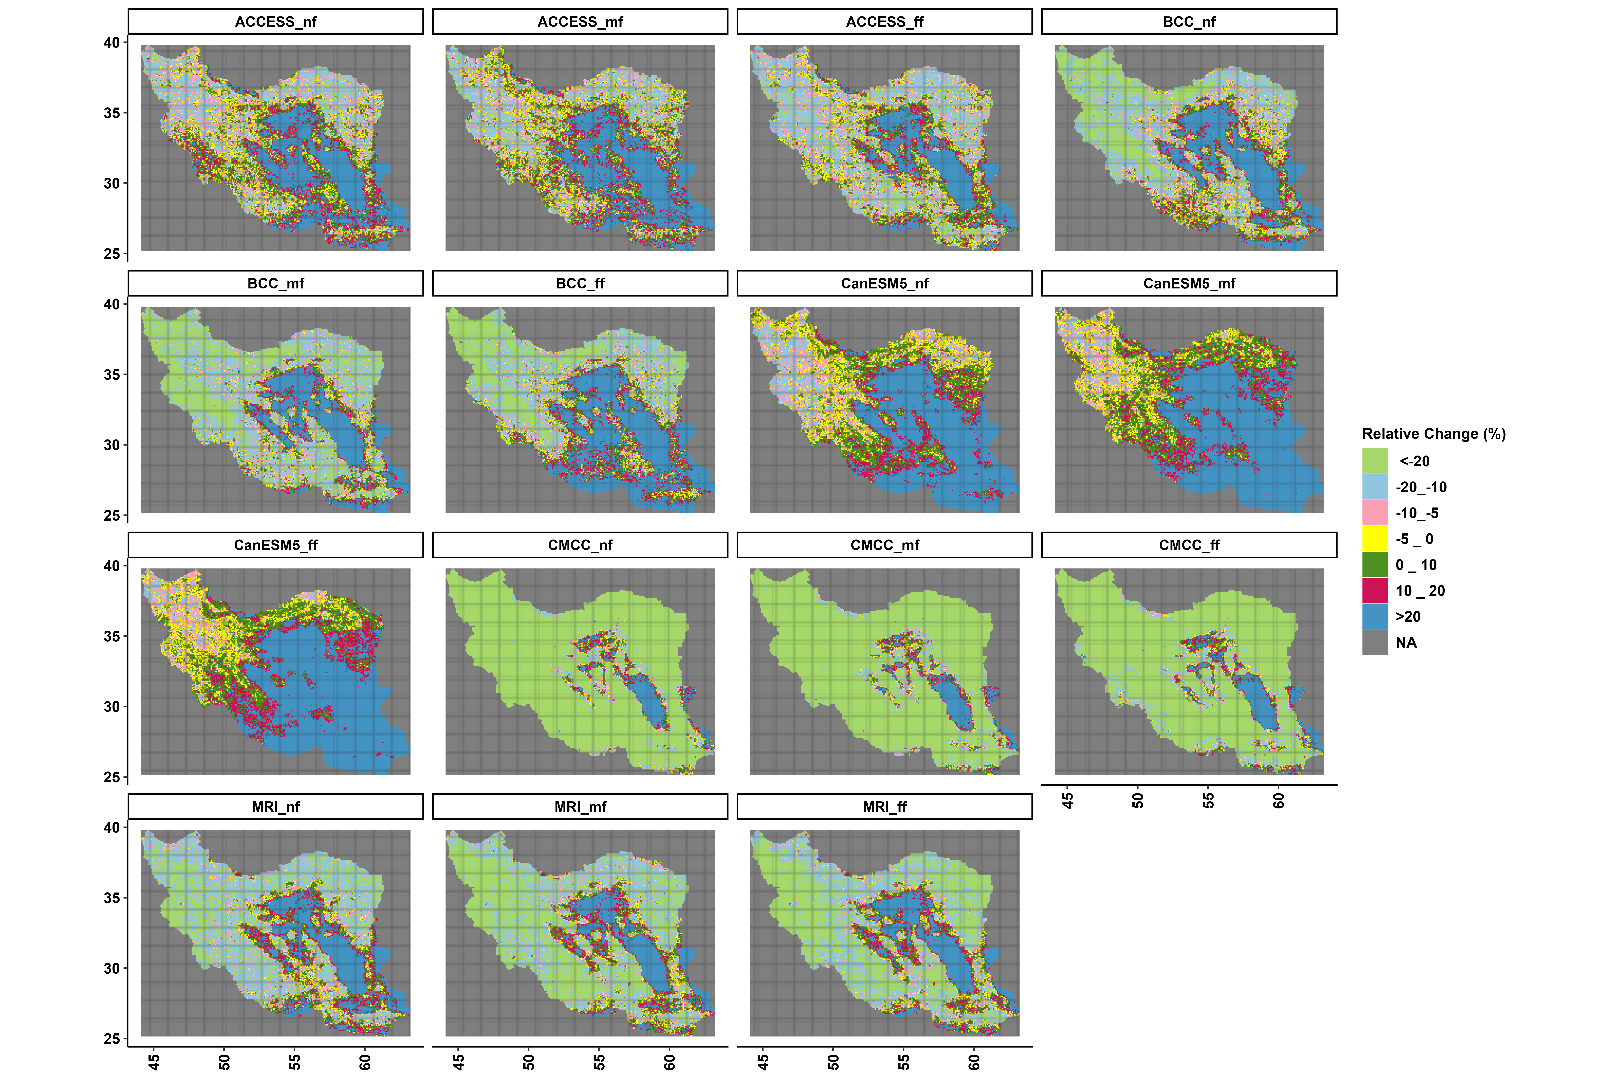 ACCESS_nf
ACCESS_mf
ACCESS_ff
BCC_nf
40
35
30
25
BCC_mf
BCC_ff
CanESM5_nf
CanESM5_mf
40
35
30
25
Relative Change (%)
<-20
-20_-10
-10_-5
-5 _ 0
0 _ 10
10 _ 20
>20
NA
CanESM5_ff
CMCC_nf
CMCC_mf
CMCC_ff
40
35
30
25
45
50
55
60
MRI_nf
MRI_mf
MRI_ff
40
35
30
25
45
50
55
60
45
50
55
60
45
50
55
60